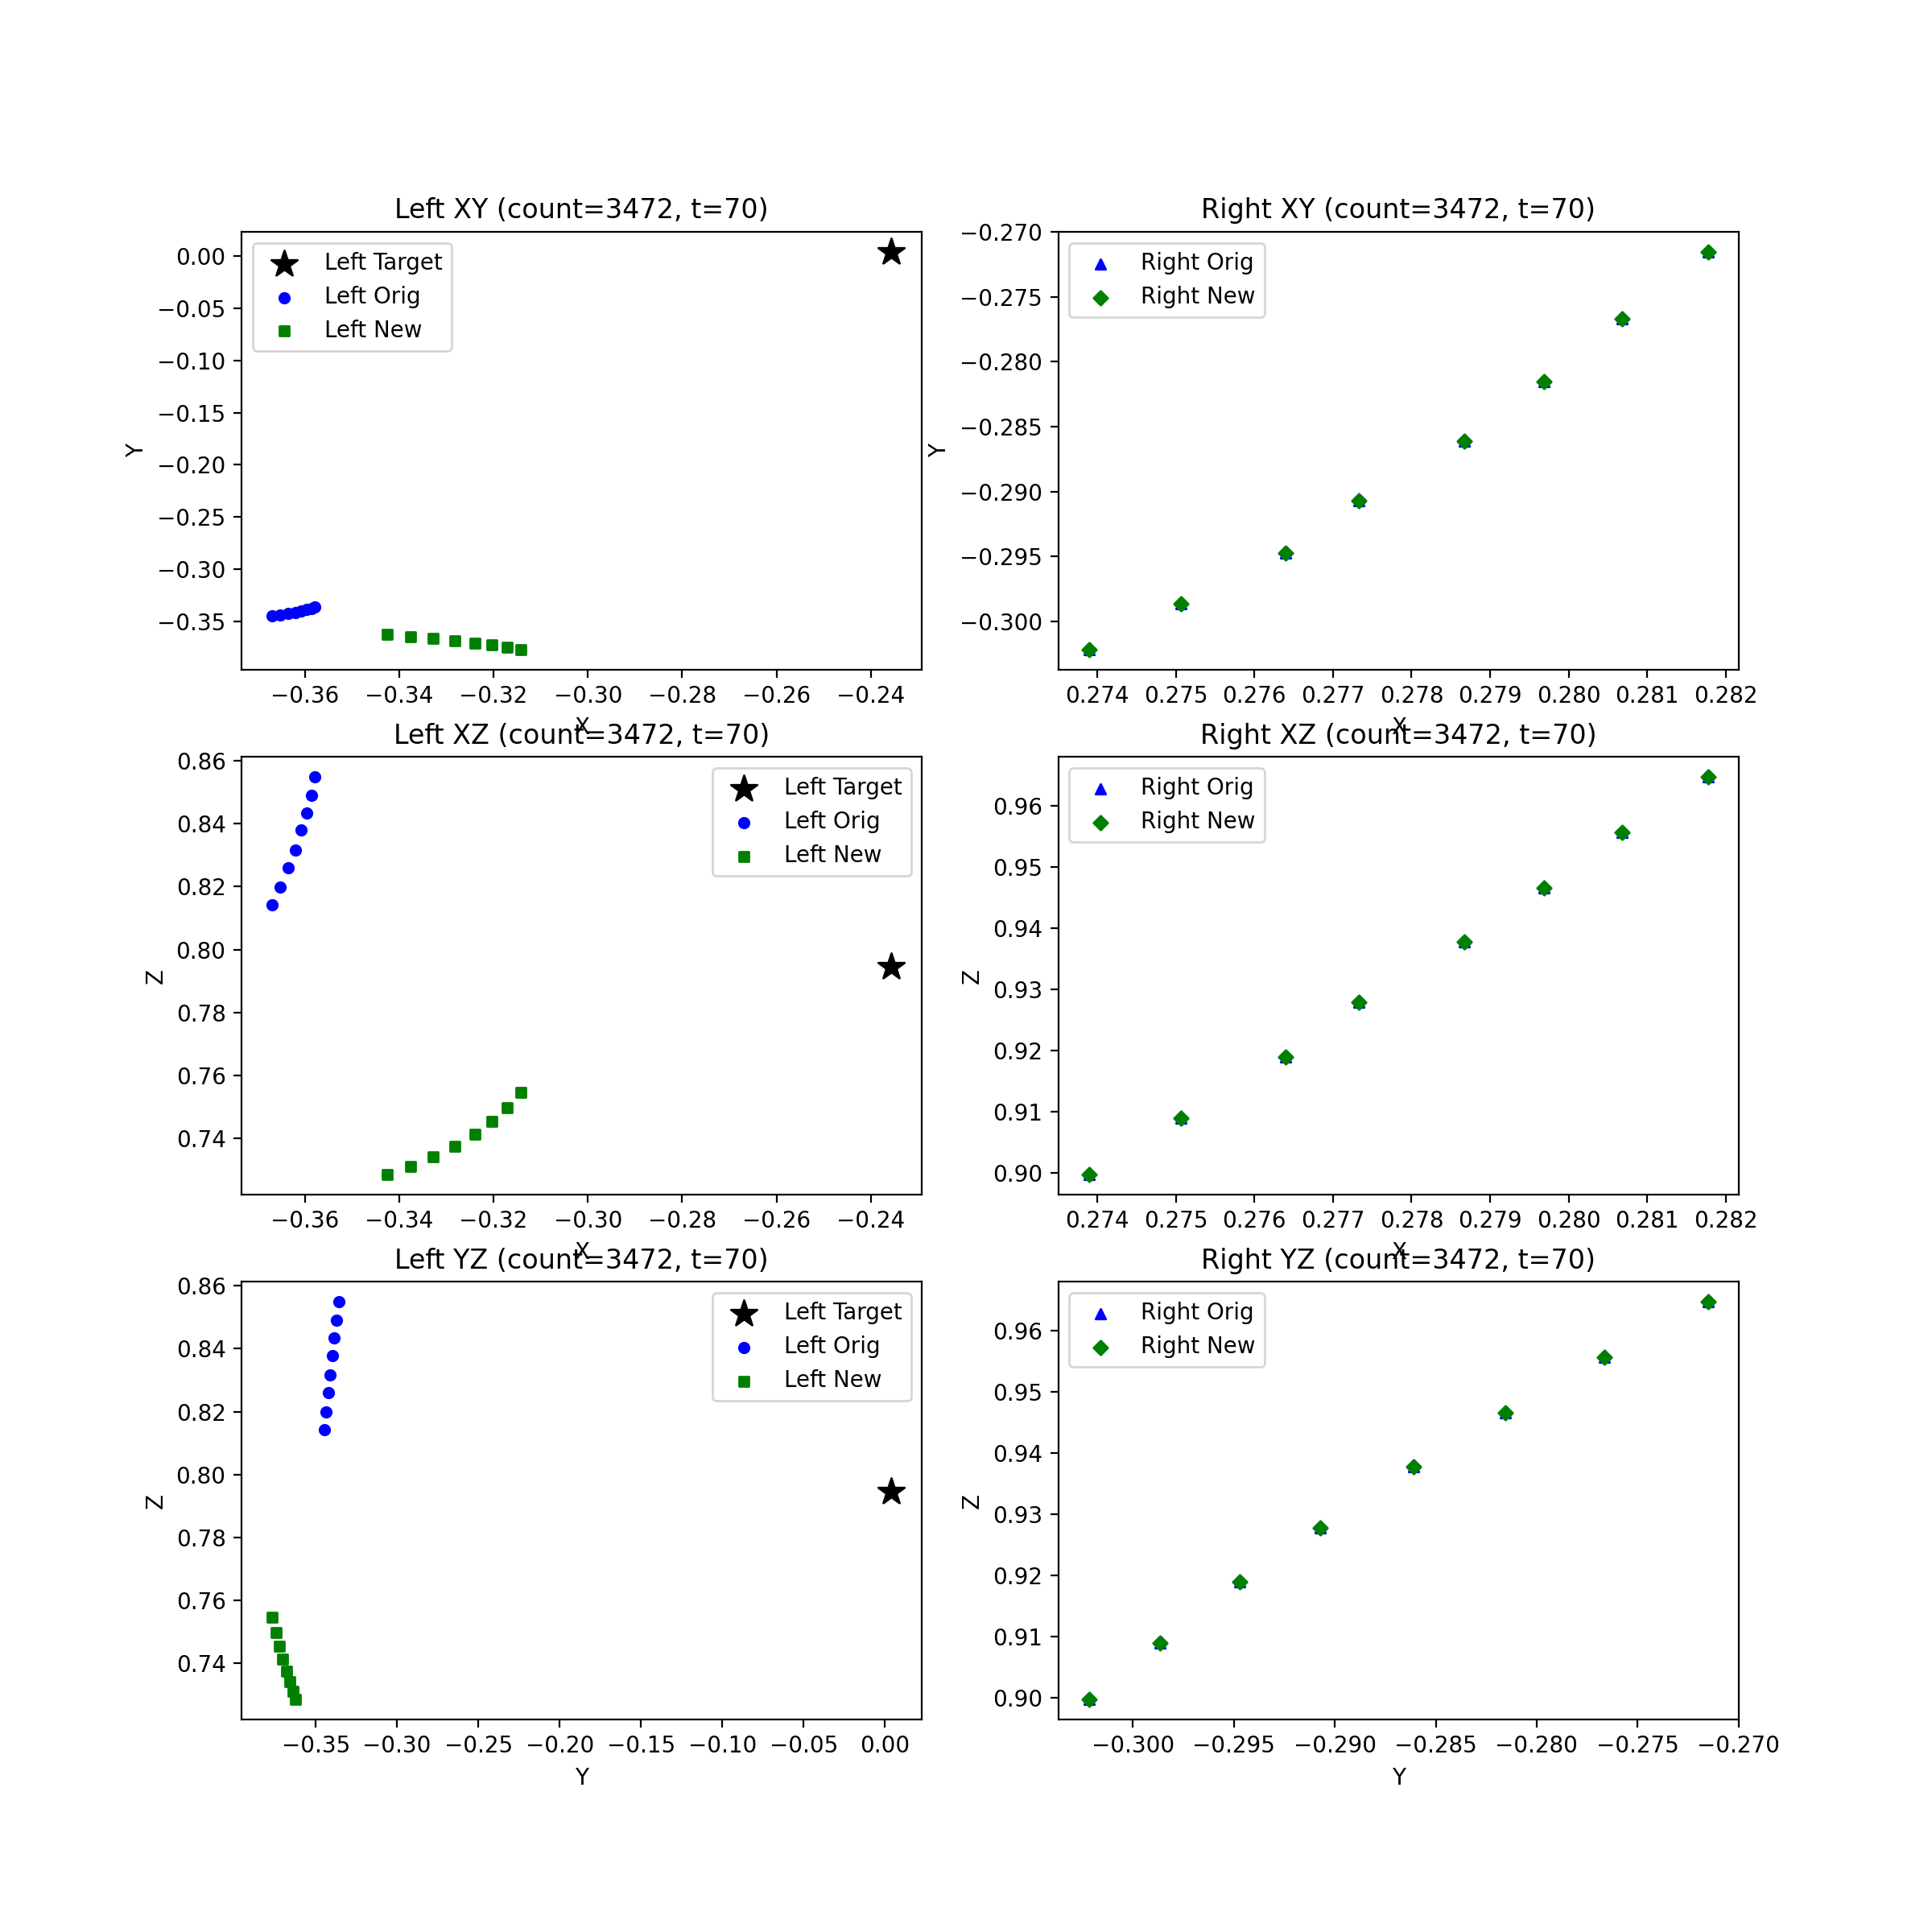 Left XY (count=3472, t=70)
Left Target
Left Orig
Left New
0.00
−0.05
−0.10
−0.15
−0.20
−0.25
−0.30
−0.35
Y
−0.36 −0.34 −0.32 −0.30 −0.28 −0.26 −0.24
X
Right XY (count=3472, t=70)
Right Orig
Right New
−0.270
−0.275
−0.280
−0.285
−0.290
−0.295
−0.300
Y
0.274 0.275 0.276 0.277 0.278 0.279 0.280 0.281 0.282
X
Left XZ (count=3472, t=70)
Left Target
Left Orig
Left New
0.86
0.84
0.82
0.80
0.78
0.76
0.74
Z
−0.36 −0.34 −0.32 −0.30 −0.28 −0.26 −0.24
X
Right XZ (count=3472, t=70)
Right Orig
Right New
0.96
0.95
0.94
0.93
0.92
0.91
0.90
Z
0.274 0.275 0.276 0.277 0.278 0.279 0.280 0.281 0.282
X
Left YZ (count=3472, t=70)
Left Target
Left Orig
Left New
0.86
0.84
0.82
0.80
0.78
0.76
0.74
Z
−0.35 −0.30 −0.25 −0.20 −0.15 −0.10 −0.05 0.00
Y
Right YZ (count=3472, t=70)
Right Orig
Right New
0.96
0.95
0.94
0.93
0.92
0.91
0.90
Z
−0.300 −0.295 −0.290 −0.285 −0.280 −0.275 −0.270
Y